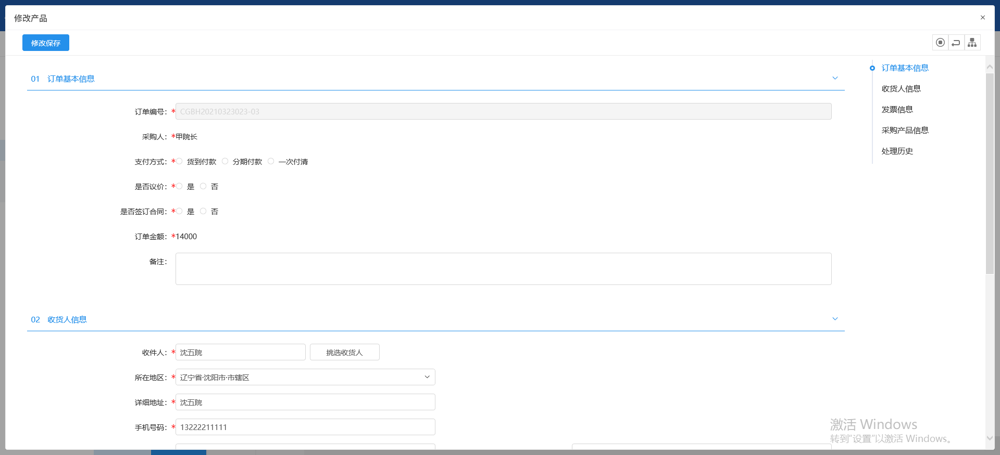 修改产品
修改保存
01 订单基本信息
订单编号：*CGBH20210323023-03
采购人：*甲院长
支付方式：* 货到付款 分期付款 一次付清
是否议价：* 是 否
是否签订合同：* 是 否
订单金额：*14000
备注：
02 收货人信息
收件人：*沈五院 挑选收货人
所在地区：*辽宁省·沈阳市·市辖区
详细地址：*沈五院
手机号码：*13222211111
订单基本信息
收货人信息
发票信息
采购产品信息
处理历史
激活 Windows
转到“设置”以激活 Windows。